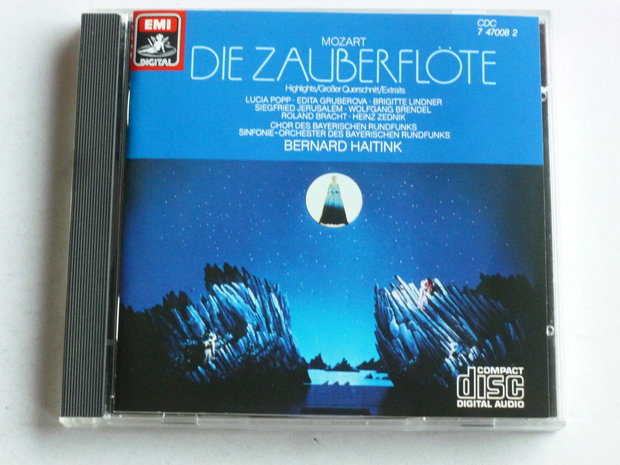 EMI
DIGITAL
CDC
7 47008 2
MOZART
DIE ZAUBERFLÖTE
Highlights/Großer Querschnitt/Extraits
LUCIA POPP · EDITA GRUBEROVA · BRIGITTE LINDNER
SIEGFRIED JERUSALEM · WOLFGANG BRENDEL
ROLAND BRACHT · HEINZ ZEDNIK
CHOR DES BAYERISCHEN RUNDFUNKS
SINFONIE-ORCHESTER DES BAYERISCHEN RUNDFUNKS
BERNARD HAITINK
COMPACT
disc
DIGITAL AUDIO